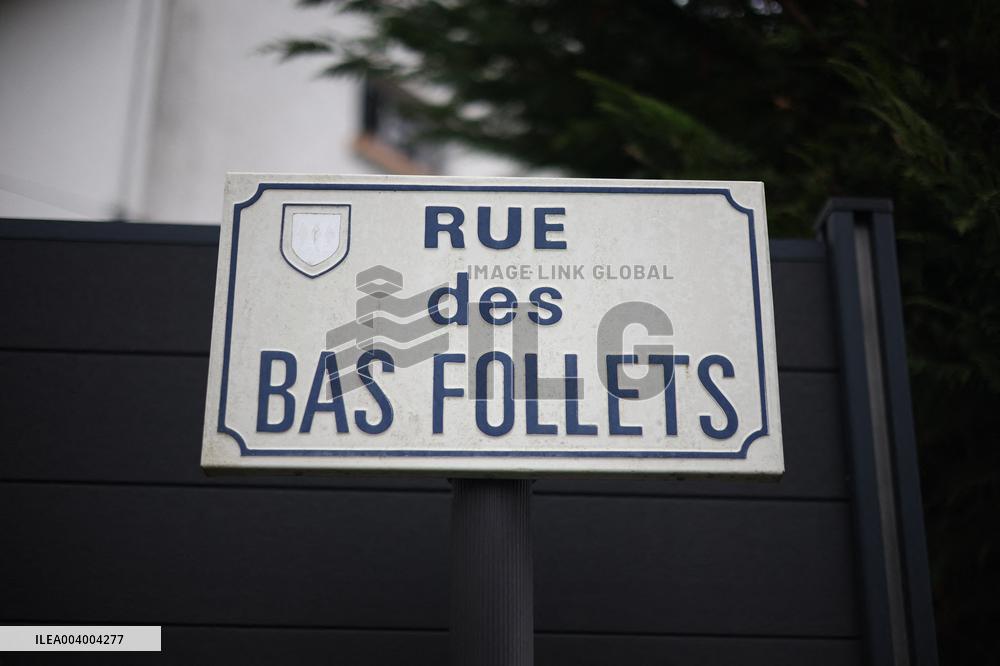 RUE
IMAGE LINK GLOBAL
des
ILG
BAS FOLLETS
ILEA004004277